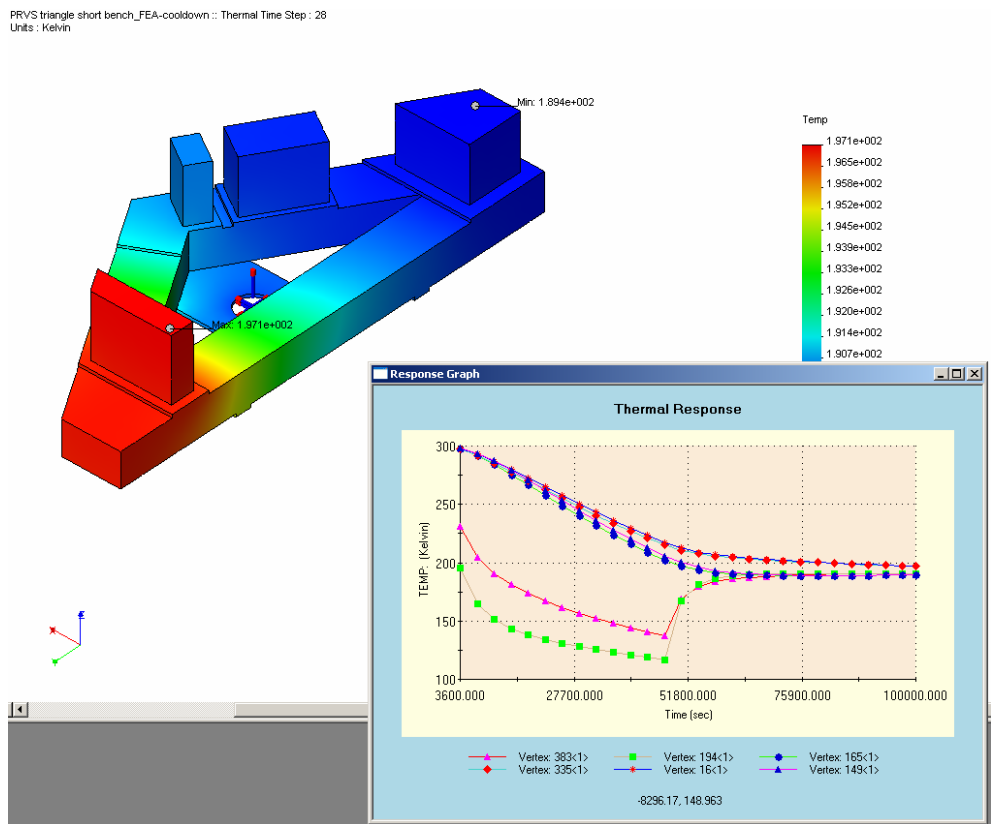 PRVS triangle short bench_FEA-cooldown :: Thermal Time Step : 28
Units : Kelvin
Min: 1.894e+002
Max: 1.971e+002
Temp
1.971e+002
1.965e+002
1.958e+002
1.952e+002
1.945e+002
1.939e+002
1.933e+002
1.926e+002
1.920e+002
1.914e+002
1.907e+002
Response Graph
Thermal Response
TEMP: (Kelvin)
300
250
200
150
100
3600.000 27700.000 51800.000 75900.000 100000.000
Time (sec)
Vertex: 383<1> Vertex: 194<1> Vertex: 165<1>
Vertex: 335<1> Vertex: 16<1> Vertex: 149<1>
-8296.17, 148.963